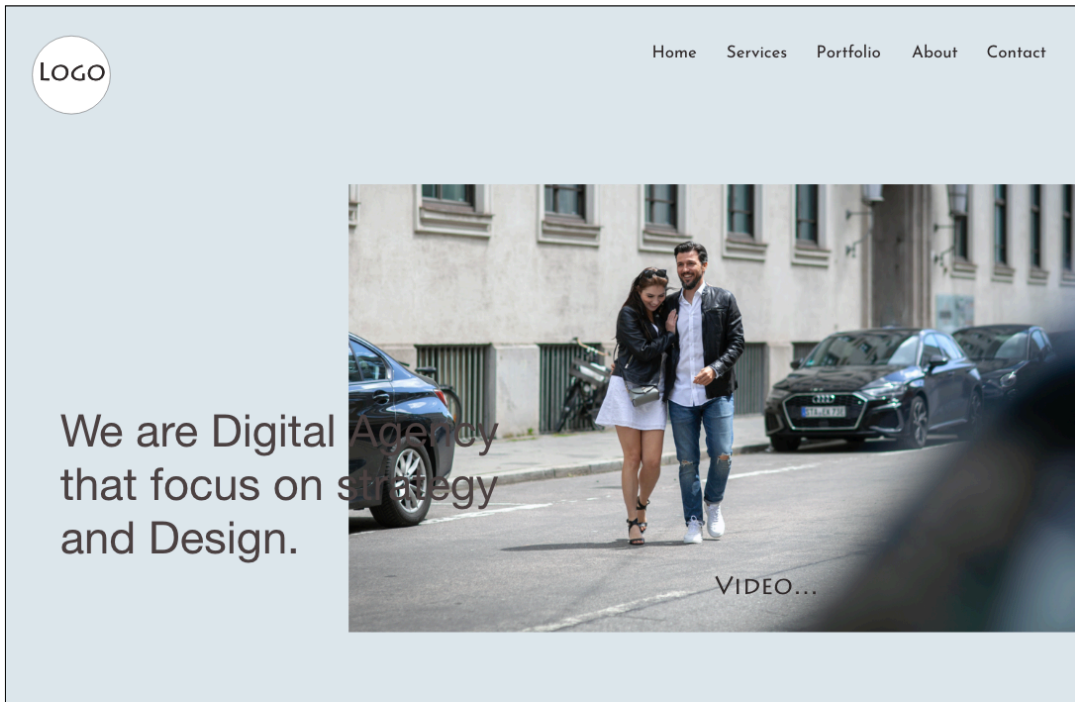 LOGO
Home Services Portfolio About Contact
We are Digital Agency
that focus on strategy
and Design.
VIDEO...